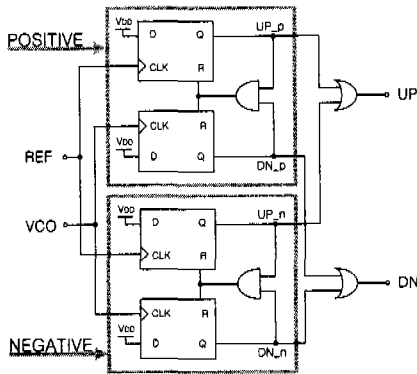 POSITIVE
VDD
D Q
UP_p
CLK R
UP
CLK R
VDD
D Q
DN_p
REF
VCO
VDD
D Q
UP_n
CLK R
DN
CLK R
VDD
D Q
DN_n
NEGATIVE